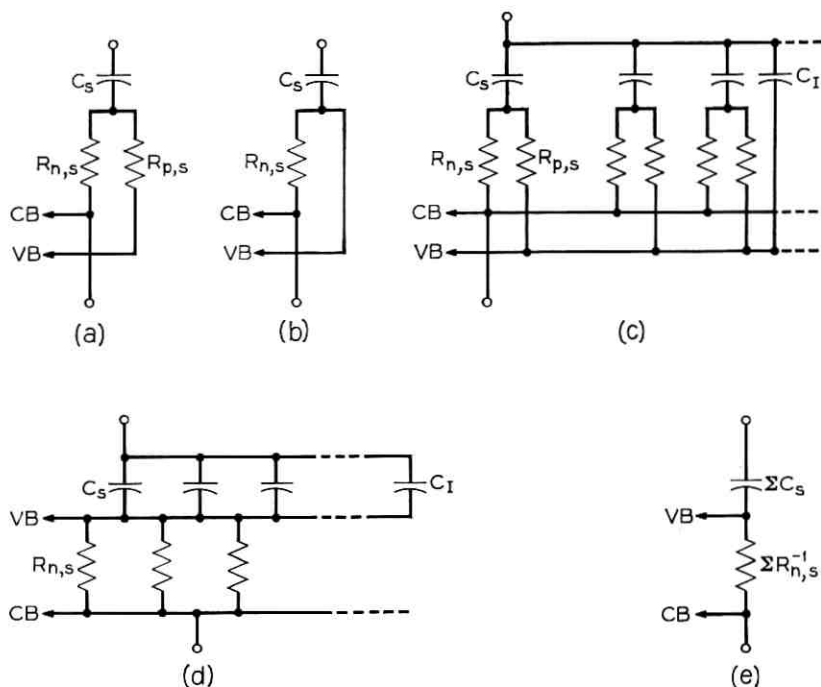 Cs
Rn,s
Rp,s
CB
VB
(a)
Cs
Rn,s
CB
VB
(b)
Cs
CI
Rn,s
Rp,s
CB
VB
(c)
Cs
CI
VB
Rn,s
CB
(d)
ΣCs
VB
ΣR⁻¹n,s
CB
(e)